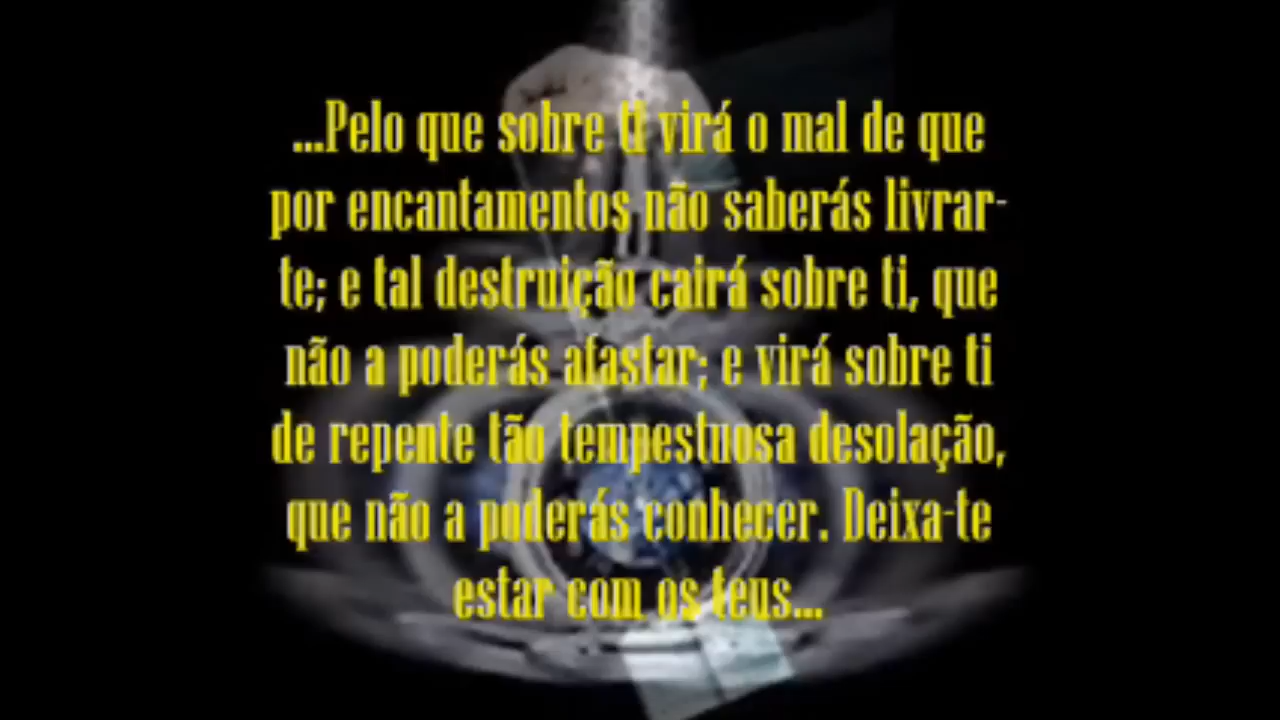 ...Pelo que sobre ti virá o mal de que
por encantamentos não saberás livrar-
te; e tal destruição cairá sobre ti, que
não a poderás afastar; e virá sobre ti
de repente tão tempestuosa desolação,
que não a poderás conhecer. Deixa-te
estar com os teus...